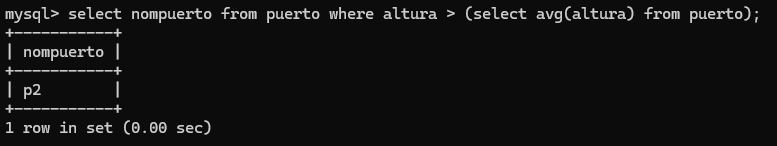 mysql> select nompuerto from puerto where altura > (select avg(altura) from puerto);
+-----------+
| nompuerto |
+-----------+
| p2        |
+-----------+
1 row in set (0.00 sec)